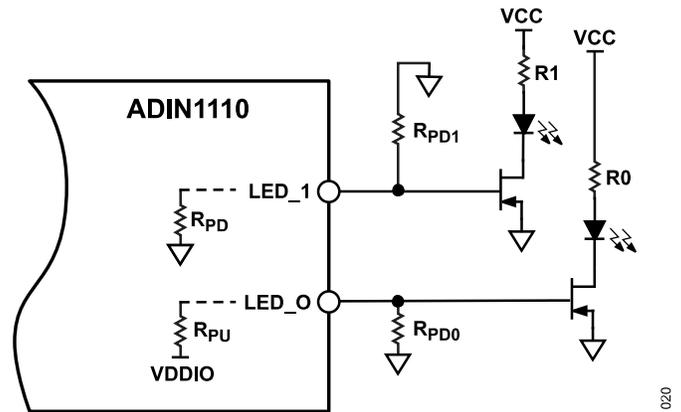 VCC
VCC
R1
ADIN1110
RPD1
LED_1
R0
RPD
LED_O
RPU
RPD0
VDDIO
020